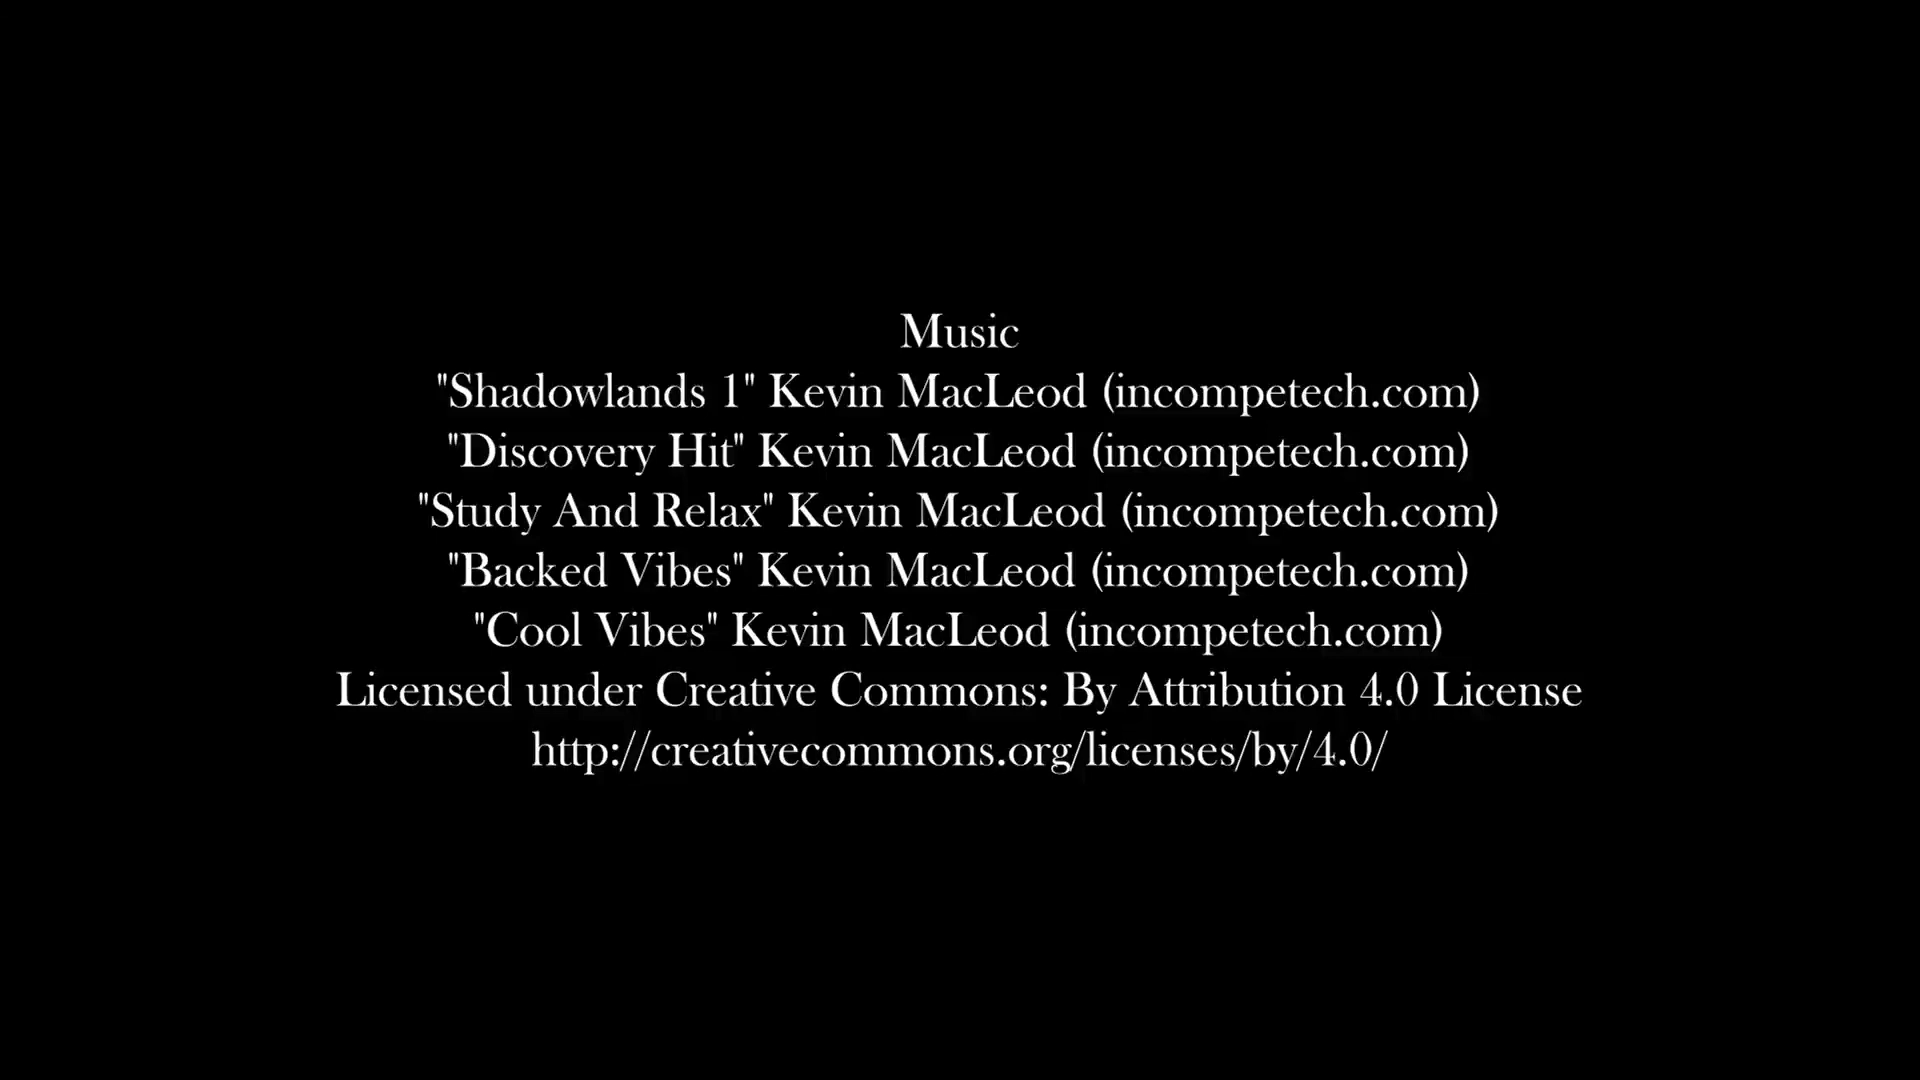 Music
"Shadowlands 1" Kevin MacLeod (incompetech.com)
"Discovery Hit" Kevin MacLeod (incompetech.com)
"Study And Relax" Kevin MacLeod (incompetech.com)
"Backed Vibes" Kevin MacLeod (incompetech.com)
"Cool Vibes" Kevin MacLeod (incompetech.com)
Licensed under Creative Commons: By Attribution 4.0 License
http://creativecommons.org/licenses/by/4.0/